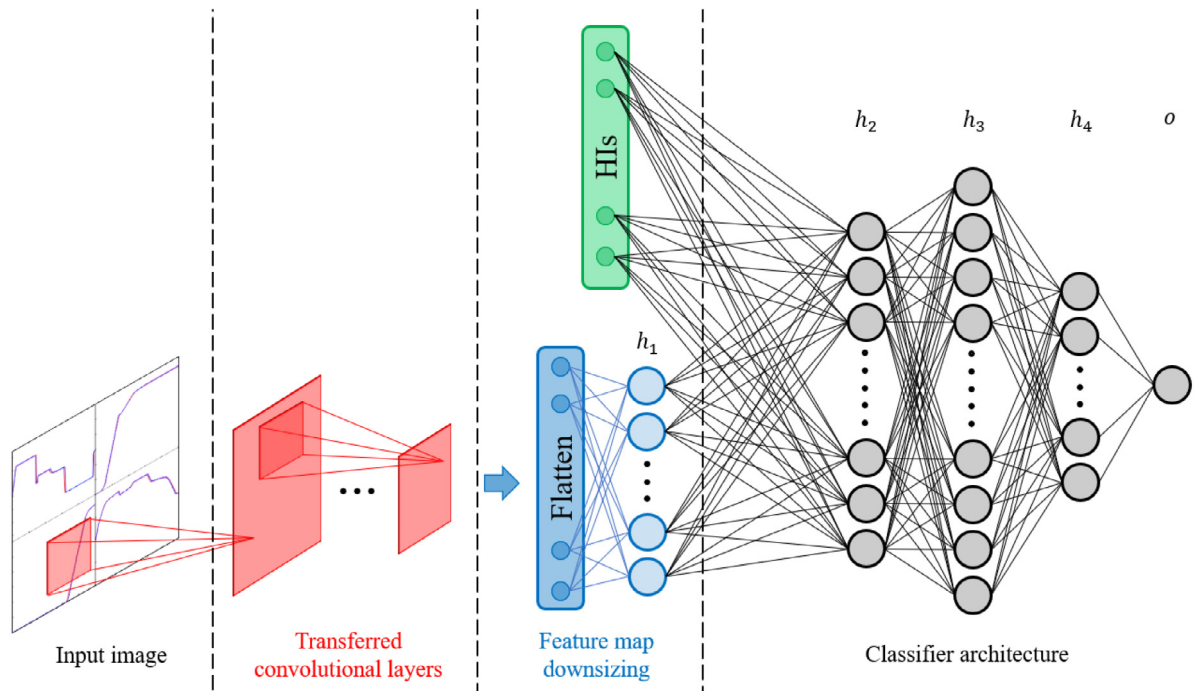 HIs
h₂
h₃
h₄
o
h₁
Flatten
Input image
Transferred
convolutional layers
Feature map
downsizing
Classifier architecture